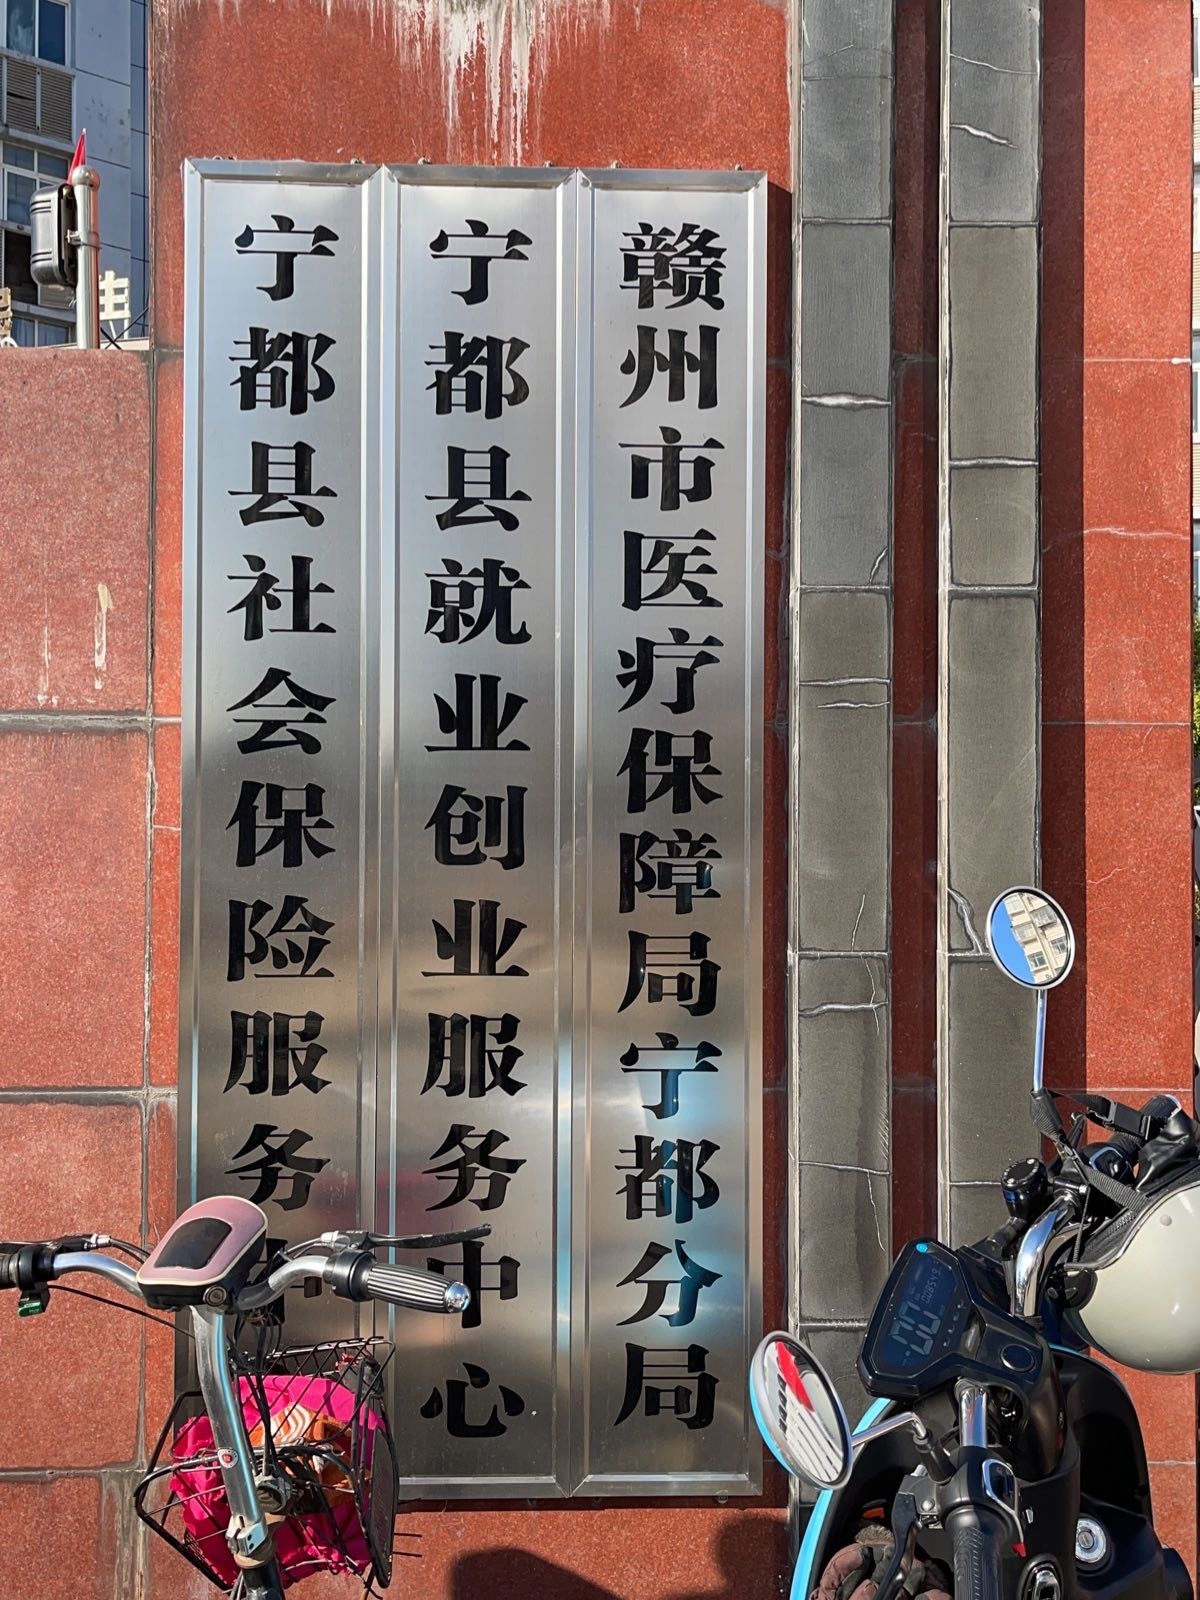 赣州市医疗保障局宁都分局
宁都县就业创业服务中心
宁都县社会保险服务中